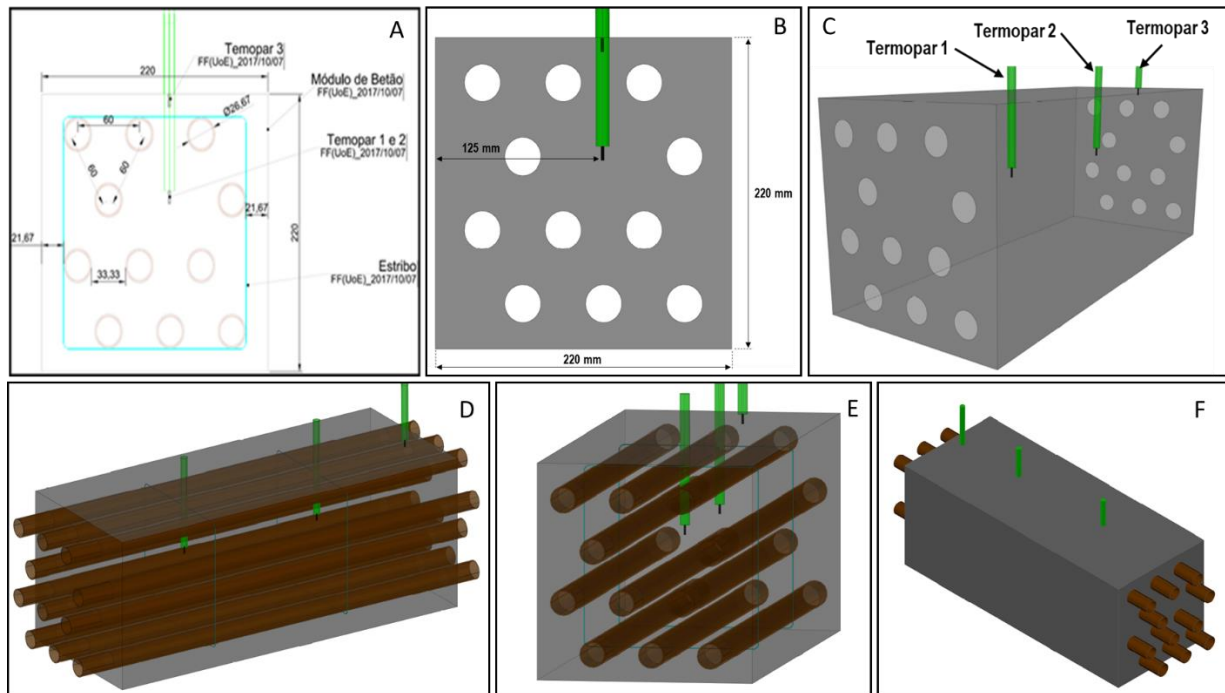 A
Temopar 3
FF(UoE)_2017/10/07
220
Módulo de Betão
FF(UoE)_2017/10/07
Ø26,67
60
60
60
Temopar 1 e 2
FF(UoE)_2017/10/07
21,67
21,67
220
33,33
Estribo
FF(UoE)_2017/10/07
B
125 mm
220 mm
220 mm
C
Termopar 1
Termopar 2
Termopar 3
D
E
F